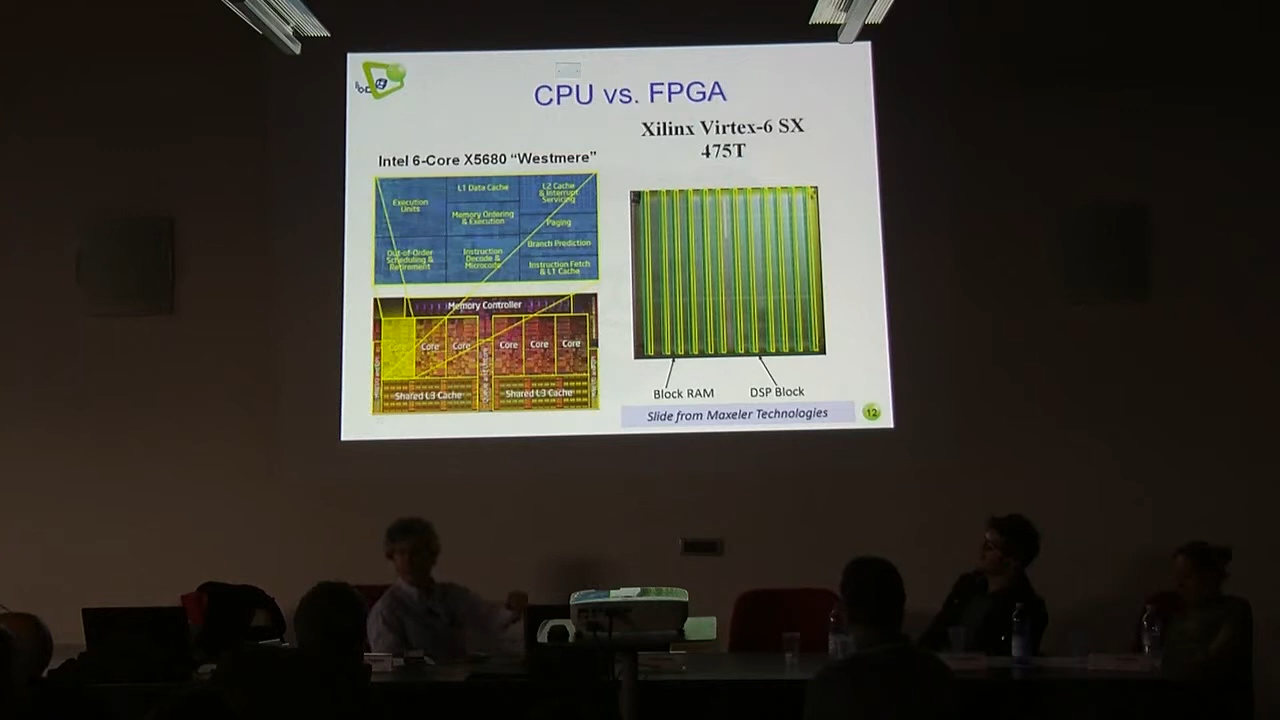 CPU vs. FPGA
Xilinx Virtex-6 SX
475T
Intel 6-Core X5680 “Westmere”
Execution
Units
L1 Data Cache
L2 Cache
& Interrupt
Servicing
Memory Ordering
& Execution
Paging
Branch Prediction
Out-of-Order
Scheduling &
Retirement
Instruction
Decode &
Microcode
Instruction Fetch
& L1 Cache
Memory Controller
Core
Core
Core
Core
Core
Shared L3 Cache
Shared L3 Cache
Block RAM
DSP Block
Slide from Maxeler Technologies
12